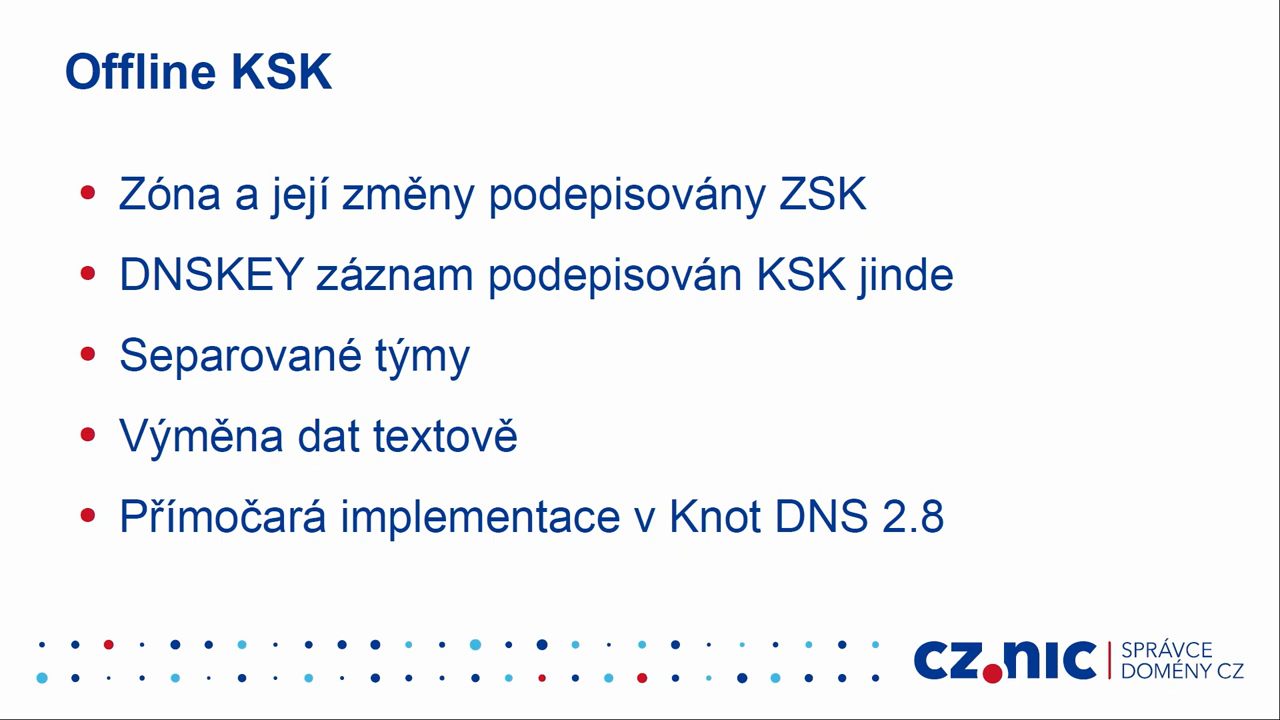 Offline KSK
Zóna a její změny podepisovány ZSK
DNSKEY záznam podepisován KSK jinde
Separované týmy
Výměna dat textově
Přímočará implementace v Knot DNS 2.8
CZ.NIC
SPRÁVCE
DOMÉNY CZ